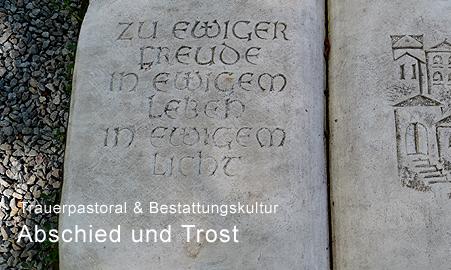 ZU EWIGER
FREUDE
IN EWIGEM
LEBEN
IN EWIGEM
LICHT
Trauerpastoral & Bestattungskultur
Abschied und Trost